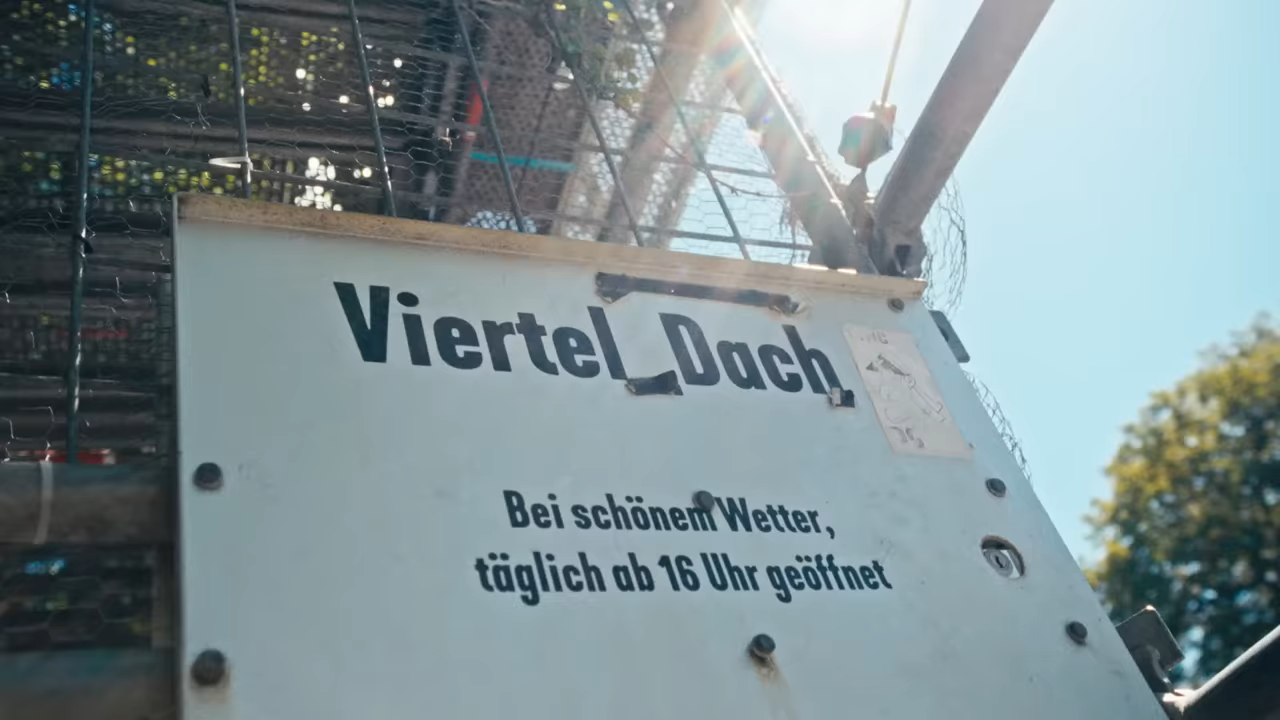 Viertel_Dach
Bei schönem Wetter,
täglich ab 16 Uhr geöffnet